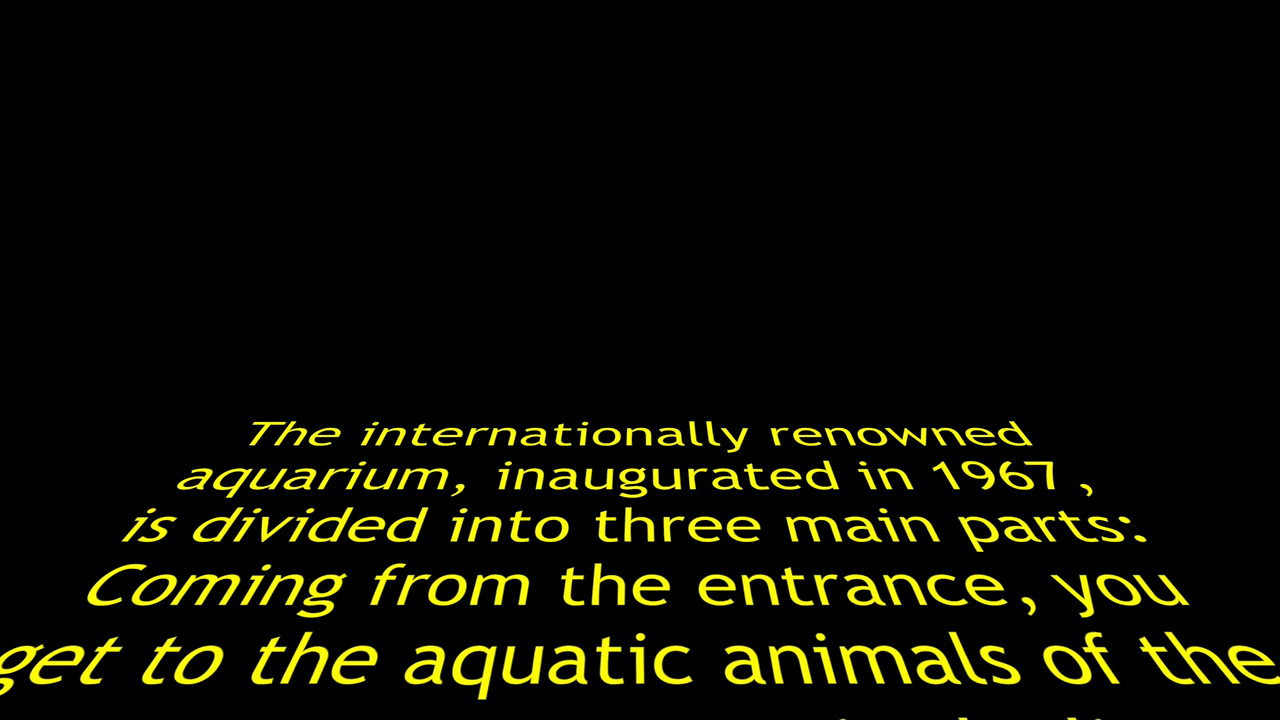 The internationally renowned
aquarium, inaugurated in 1967,
is divided into three main parts:
Coming from the entrance, you
get to the aquatic animals of the